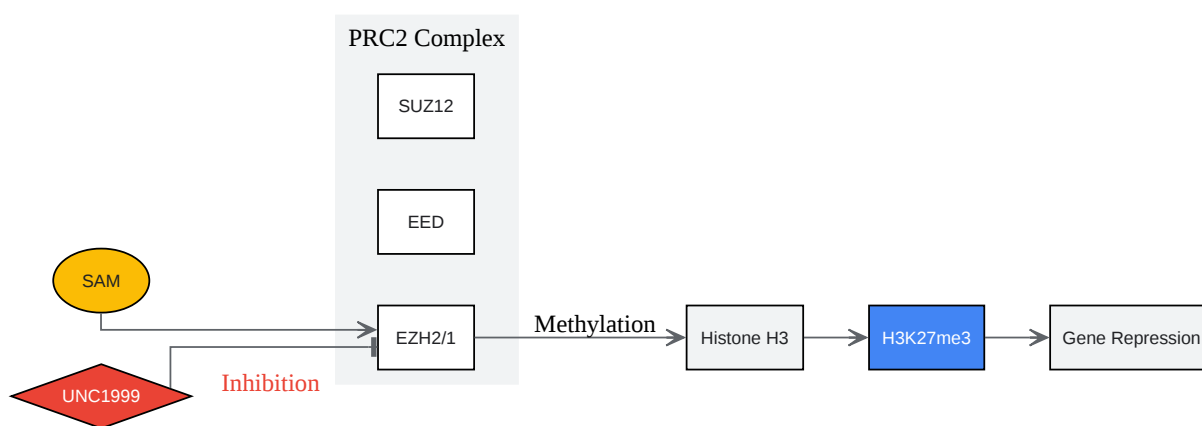 PRC2 Complex
SUZ12
EED
SAM
EZH2/1
Methylation
Histone H3
H3K27me3
Gene Repression
UNC1999
Inhibition